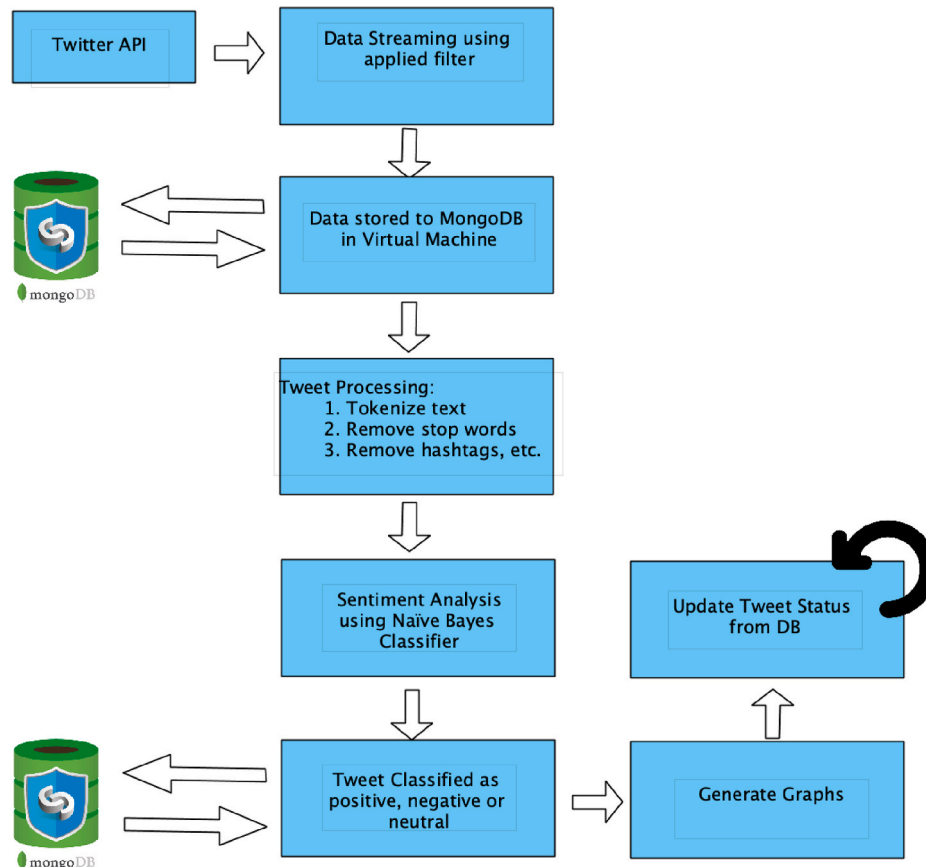 Twitter API
Data Streaming using
applied filter
Data stored to MongoDB
in Virtual Machine
mongoDB
Tweet Processing:
1. Tokenize text
2. Remove stop words
3. Remove hashtags, etc.
Sentiment Analysis
using Naïve Bayes
Classifier
Update Tweet Status
from DB
Tweet Classified as
positive, negative or
neutral
Generate Graphs
mongoDB